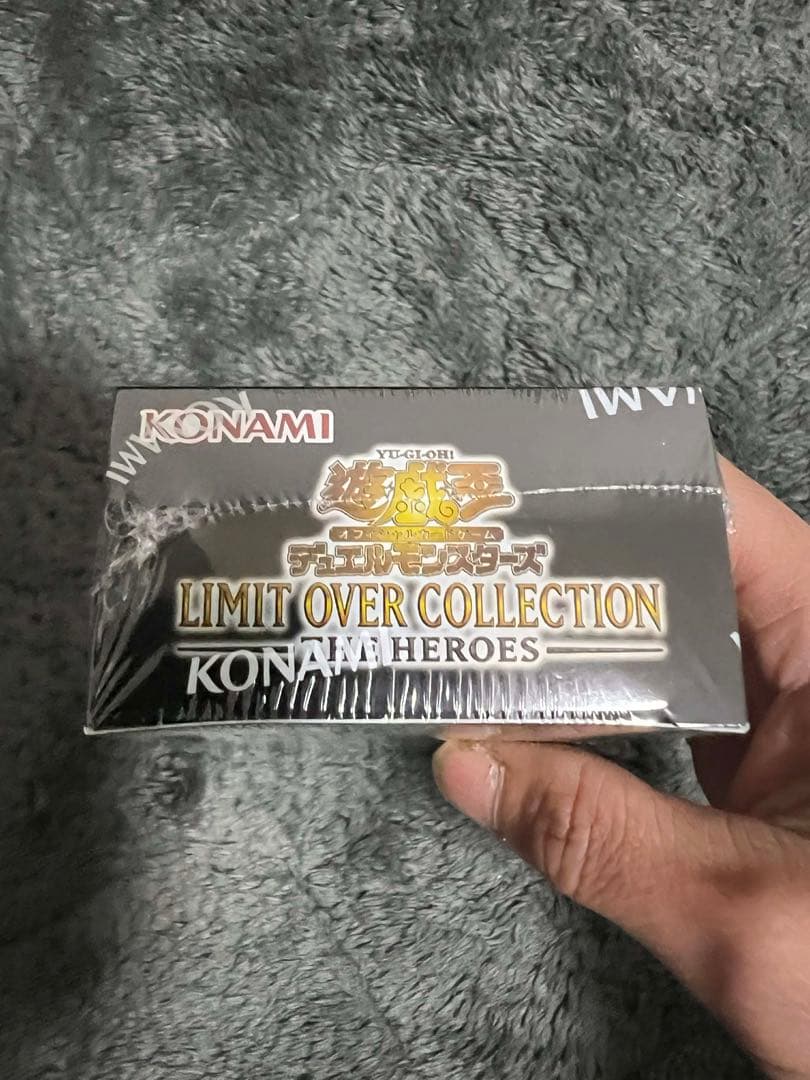 KONAMI
KONAMI
YU-GI-OH!
遊戯王
オフィシャルカードゲーム
デュエルモンスターズ
LIMIT OVER COLLECTION
THE HEROES
KONAMI